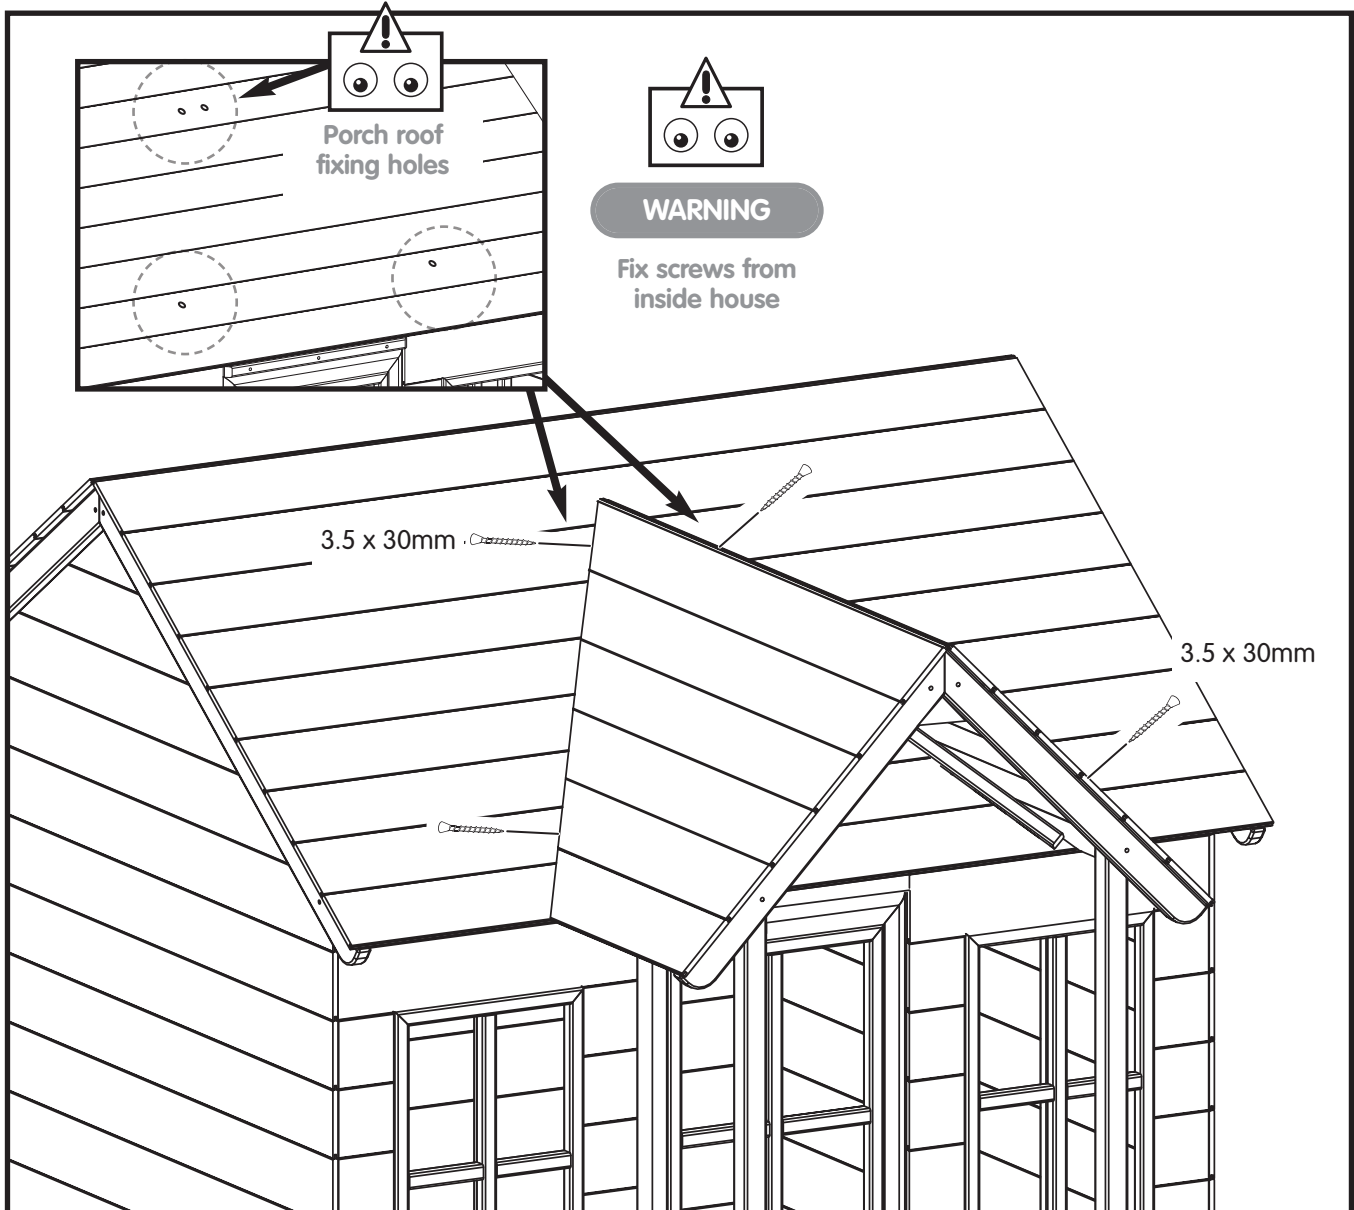 Porch roof
fixing holes
WARNING
Fix screws from
inside house
3.5 x 30mm
3.5 x 30mm